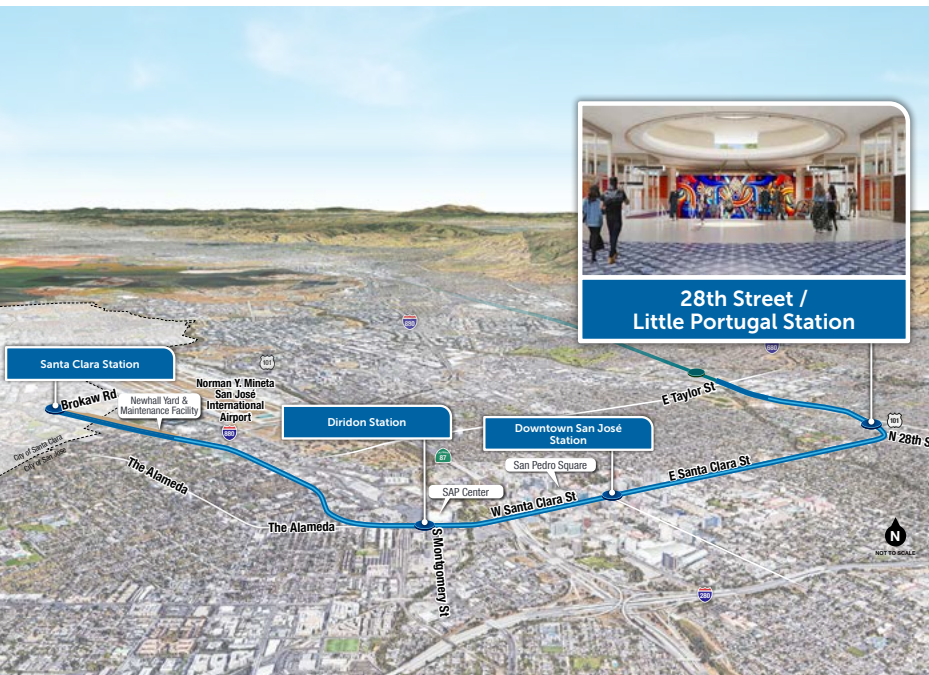 28th Street /
Little Portugal Station
680
680
101
Santa Clara Station
Brokaw Rd
Newhall Yard &
Maintenance Facility
Norman Y. Mineta
San José
International
Airport
880
E Taylor St
101
N 28th S
Diridon Station
Downtown San José
Station
City of Santa Clara
City of San Jose
The Alameda
87
San Pedro Square
E Santa Clara St
SAP Center
W Santa Clara St
The Alameda
S Montgomery St
N
NOT TO SCALE
280